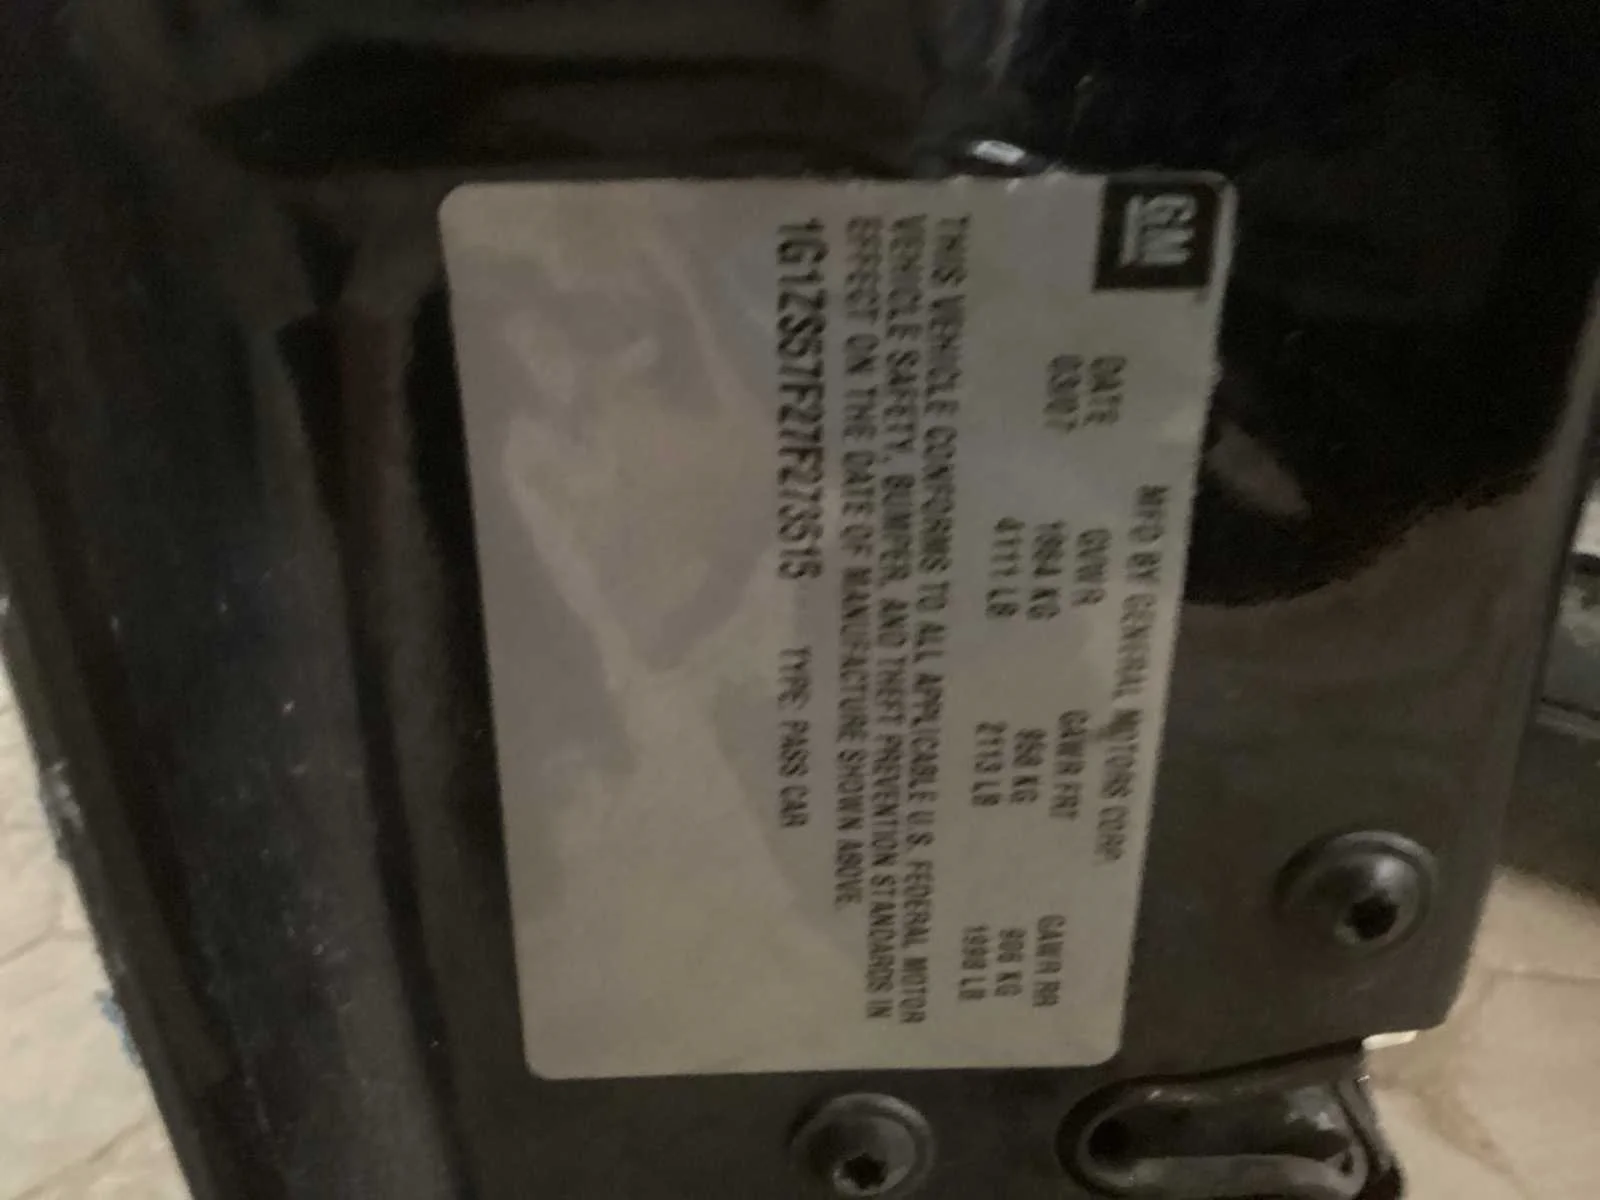 GM
MFD BY GENERAL MOTORS CORP.
DATE GVWR GAWR FRT GAWR RR
03/07 1864 KG 958 KG 906 KG
4111 LB 2113 LB 1998 LB
THIS VEHICLE CONFORMS TO ALL APPLICABLE U.S. FEDERAL MOTOR
VEHICLE SAFETY, BUMPER, AND THEFT PREVENTION STANDARDS IN
EFFECT ON THE DATE OF MANUFACTURE SHOWN ABOVE.
1G1ZS57F27F273515 TYPE: PASS CAR